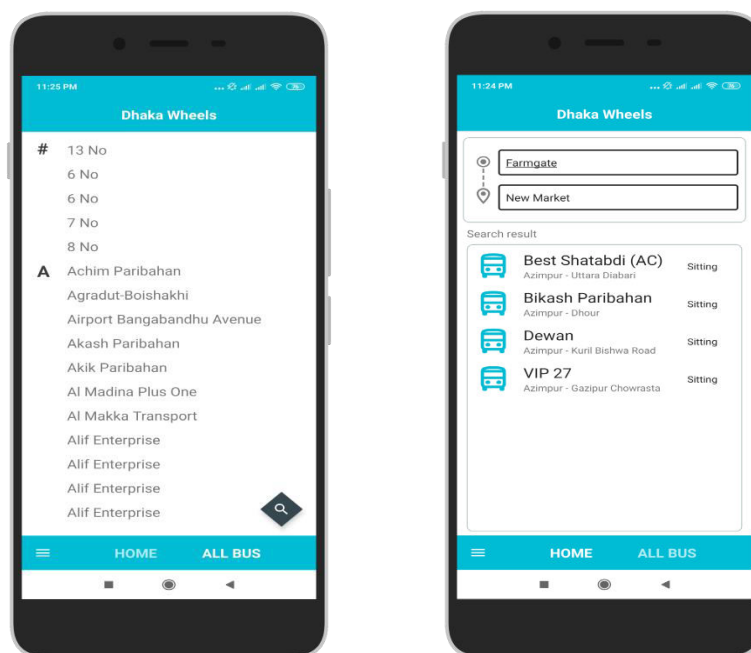 11:25 PM
Dhaka Wheels
# 13 No
6 No
6 No
7 No
8 No
A Achim Paribahan
Agradut-Boishakhi
Airport Bangabandhu Avenue
Akash Paribahan
Akik Paribahan
Al Madina Plus One
Al Makka Transport
Alif Enterprise
Alif Enterprise
Alif Enterprise
Alif Enterprise
HOME ALL BUS
11:24 PM
Dhaka Wheels
Farmgate
New Market
Search result
Best Shatabdi (AC) Sitting
Azimpur - Uttara Diabari
Bikash Paribahan Sitting
Azimpur - Dhour
Dewan Sitting
Azimpur - Kuril Bishwa Road
VIP 27 Sitting
Azimpur - Gazipur Chowrasta
HOME ALL BUS